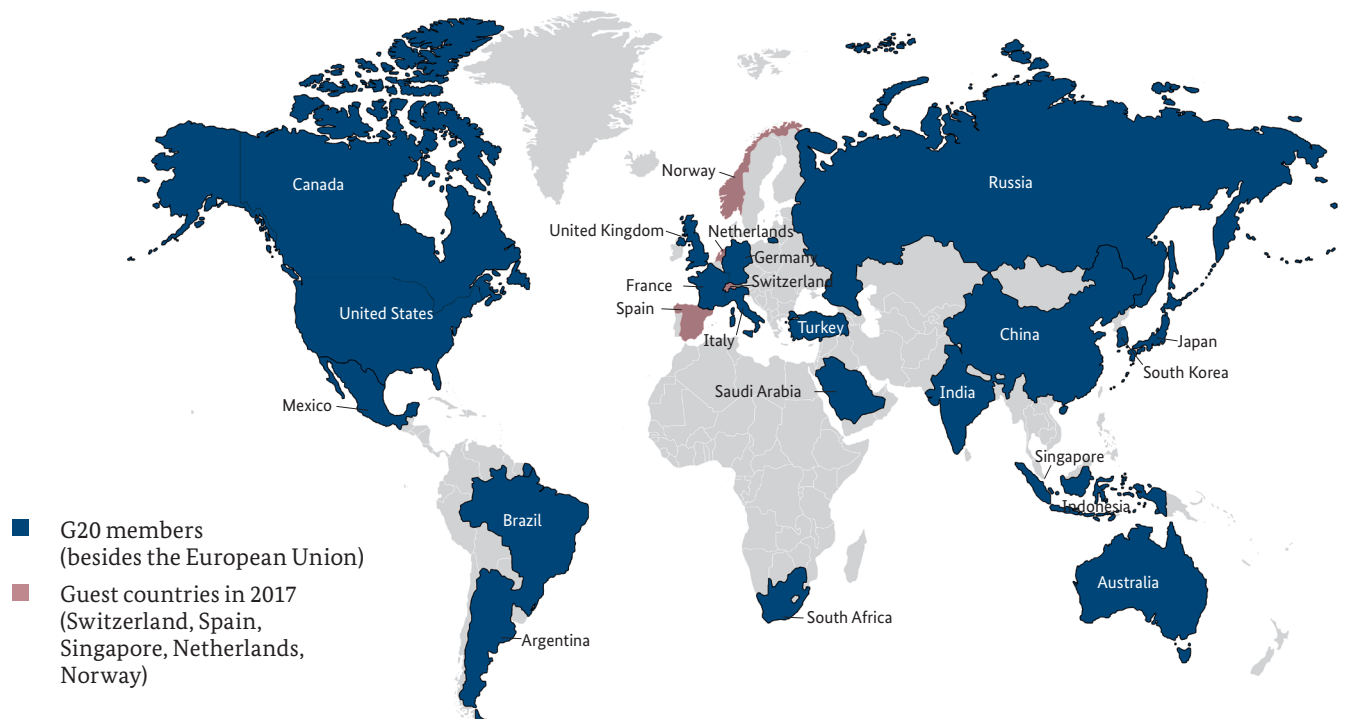 Canada
Norway
Russia
United Kingdom
Netherlands
Germany
France
Switzerland
Spain
United States
Turkey
China
Italy
Japan
South Korea
Saudi Arabia
India
Mexico
Singapore
Indonesia
Brazil
Australia
South Africa
Argentina
G20 members
(besides the European Union)
Guest countries in 2017
(Switzerland, Spain,
Singapore, Netherlands,
Norway)